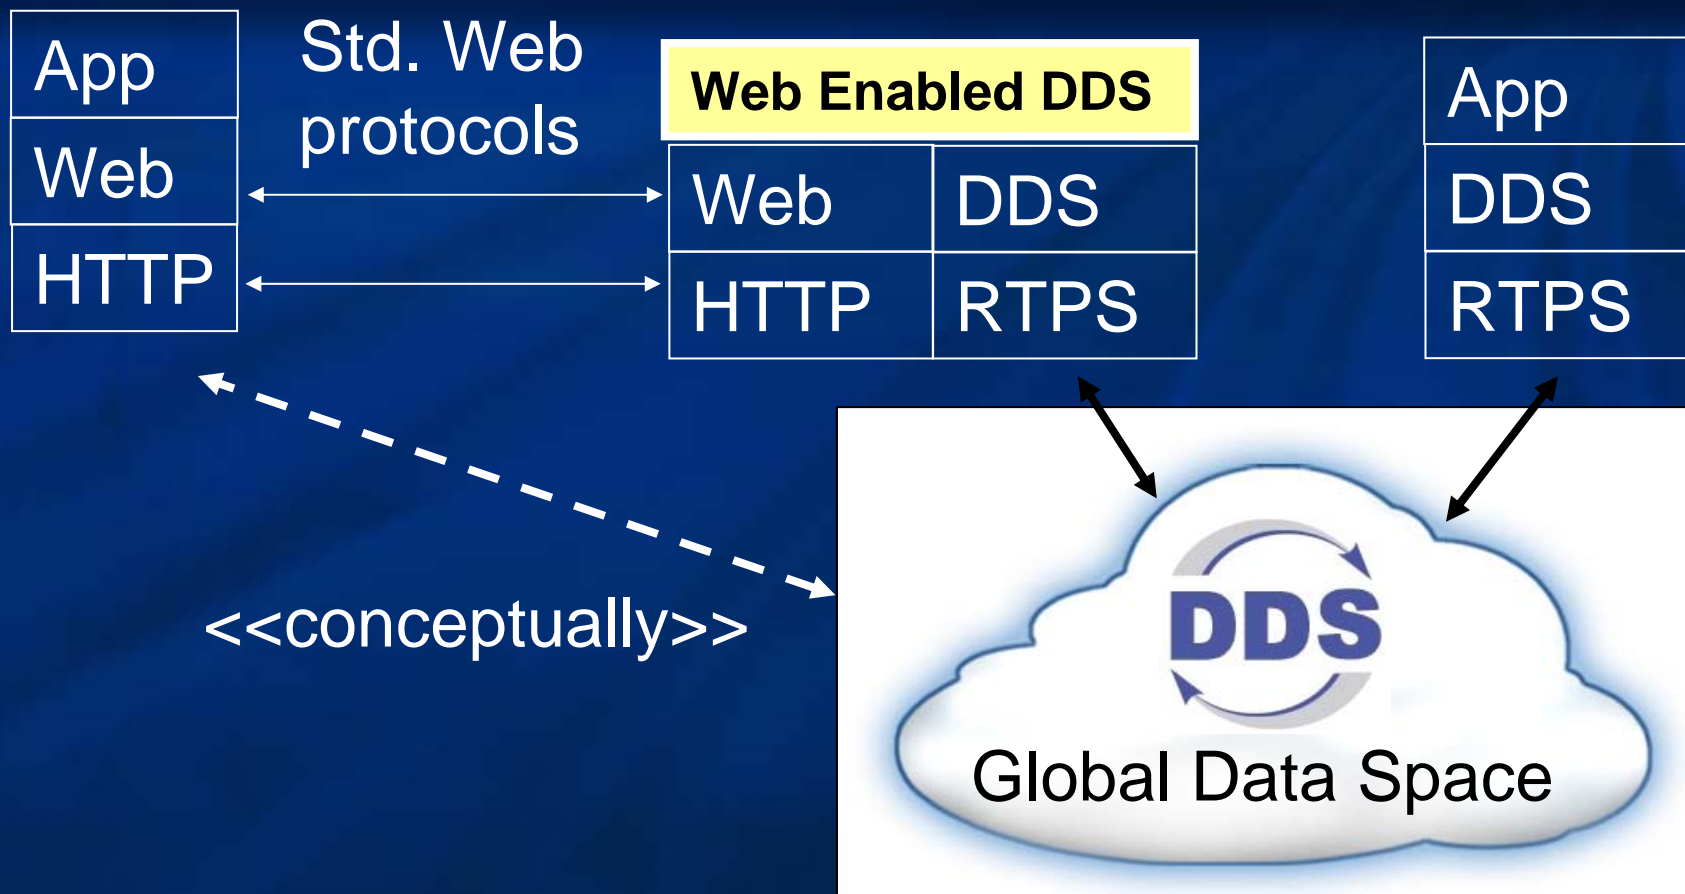 App
Web
HTTP
Std. Web
protocols
Web Enabled DDS
Web DDS
HTTP RTPS
App
DDS
RTPS
<<conceptually>>
DDS
Global Data Space